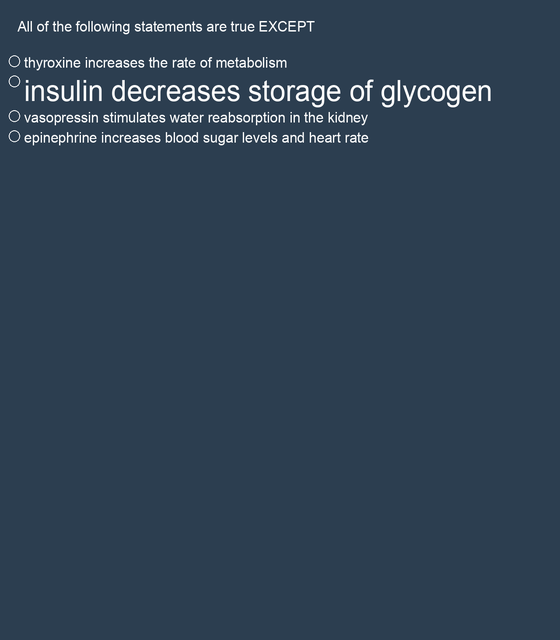 All of the following statements are true EXCEPT
thyroxine increases the rate of metabolism
insulin decreases storage of glycogen
vasopressin stimulates water reabsorption in the kidney
epinephrine increases blood sugar levels and heart rate